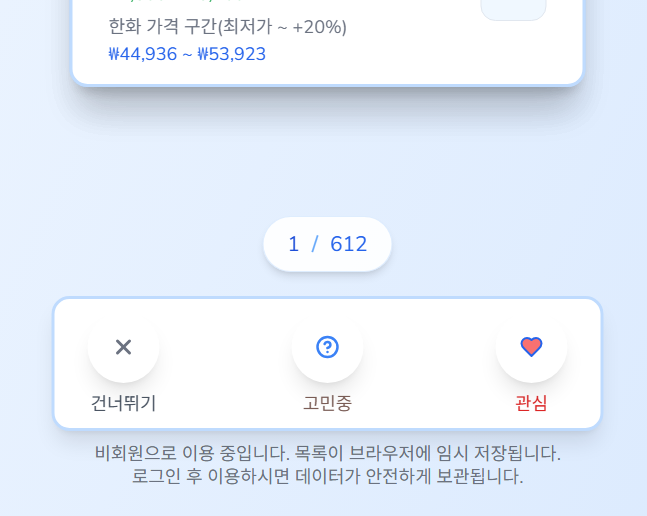 한화 가격 구간(최저가 ~ +20%)
₩44,936 ~ ₩53,923
1 / 612
건너뛰기
고민중
관심
비회원으로 이용 중입니다. 목록이 브라우저에 임시 저장됩니다.
로그인 후 이용하시면 데이터가 안전하게 보관됩니다.